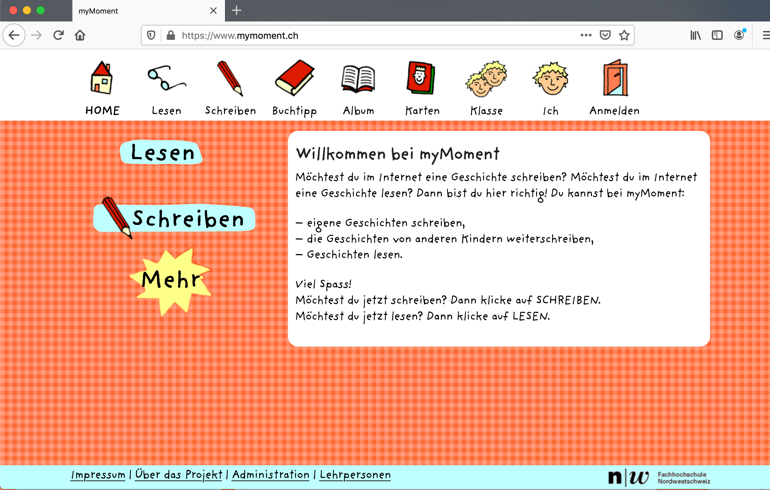 myMoment
https://www.mymoment.ch
HOME Lesen Schreiben Buchtipp Album Karten Klasse Ich Anmelden
Lesen
Schreiben
Mehr
Willkommen bei myMoment
Möchtest du im Internet eine Geschichte schreiben? Möchtest du im Internet
eine Geschichte lesen? Dann bist du hier richtig! Du kannst bei myMoment:
– eigene Geschichten schreiben,
– die Geschichten von anderen Kindern weiterschreiben,
– Geschichten lesen.
Viel Spass!
Möchtest du jetzt schreiben? Dann klicke auf SCHREIBEN.
Möchtest du jetzt lesen? Dann klicke auf LESEN.
Impressum | Über das Projekt | Administration | Lehrpersonen
n|w Fachhochschule
Nordwestschweiz